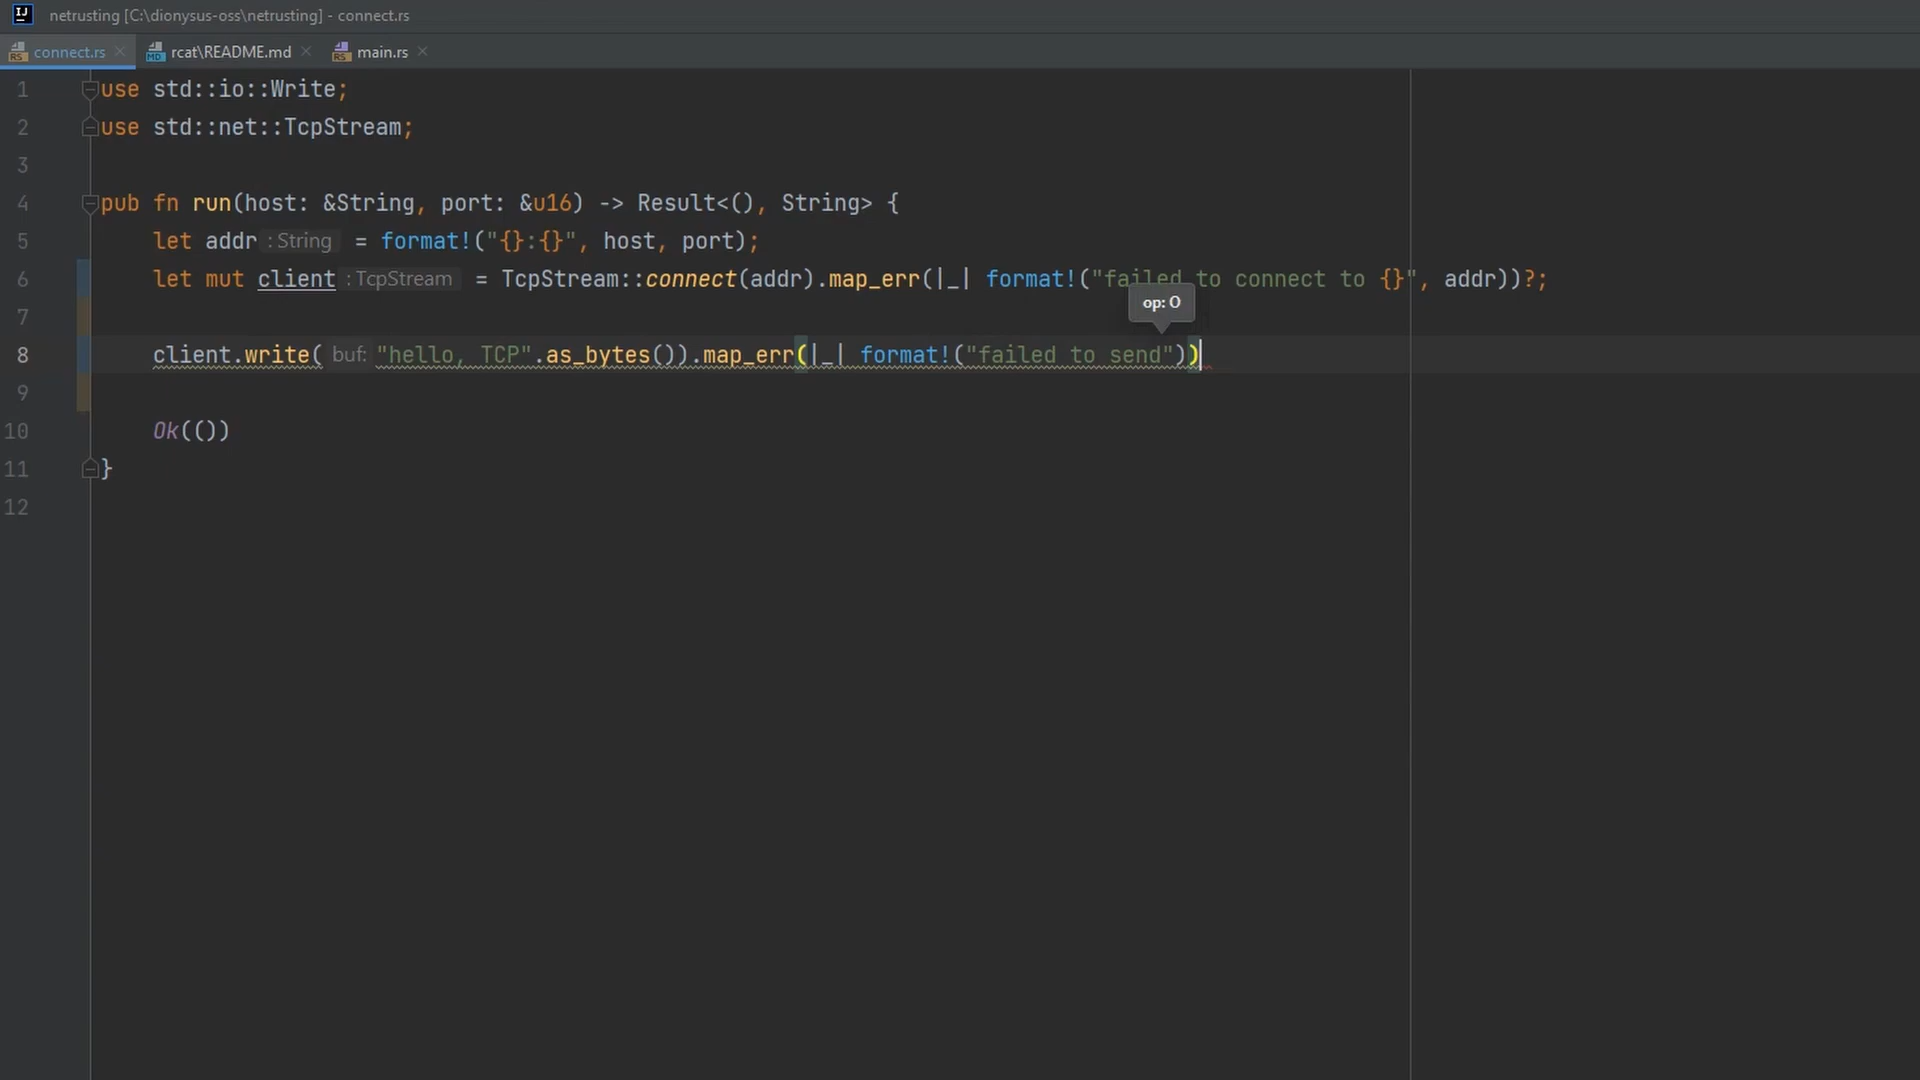 IJ netrusting [C:\dionysus-oss\netrusting] - connect.rs
connect.rs rcat\README.md main.rs
1 use std::io::Write;
2 use std::net::TcpStream;
3
4 pub fn run(host: &String, port: &u16) -> Result<(), String> {
5 let addr : String = format!("{}:{}", host, port);
6 let mut client : TcpStream = TcpStream::connect(addr).map_err(|_| format!("failed to connect to {}", addr))?;
op: O
7
8 client.write( buf: "hello, TCP".as_bytes()).map_err(|_| format!("failed to send"))
9
10 Ok(())
11 }
12